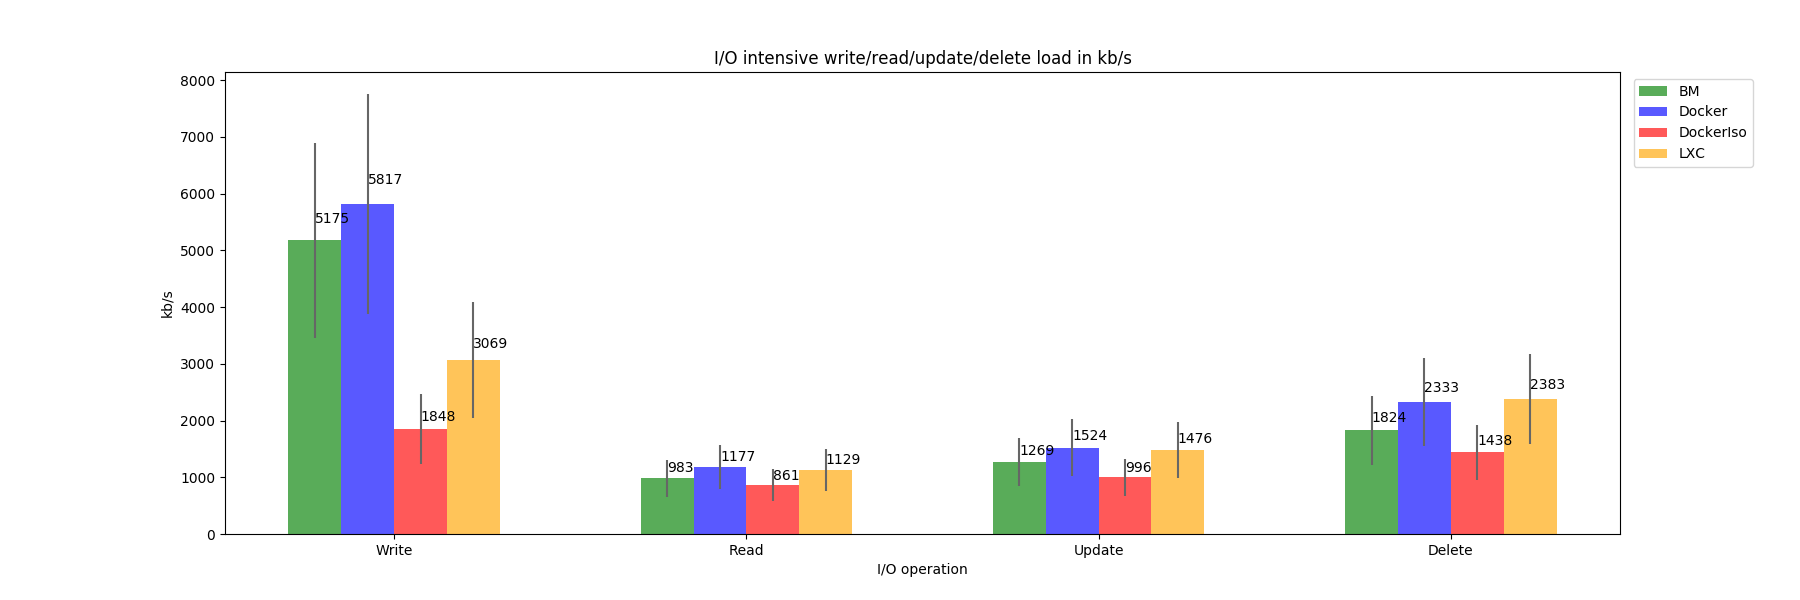 I/O intensive write/read/update/delete load in kb/s
8000
7000
6000
5000
4000
3000
2000
1000
0
kb/s
5175
5817
1848
3069
983
1177
861
1129
1269
1524
996
1476
1824
2333
1438
2383
Write
Read
Update
Delete
I/O operation
BM
Docker
DockerIso
LXC